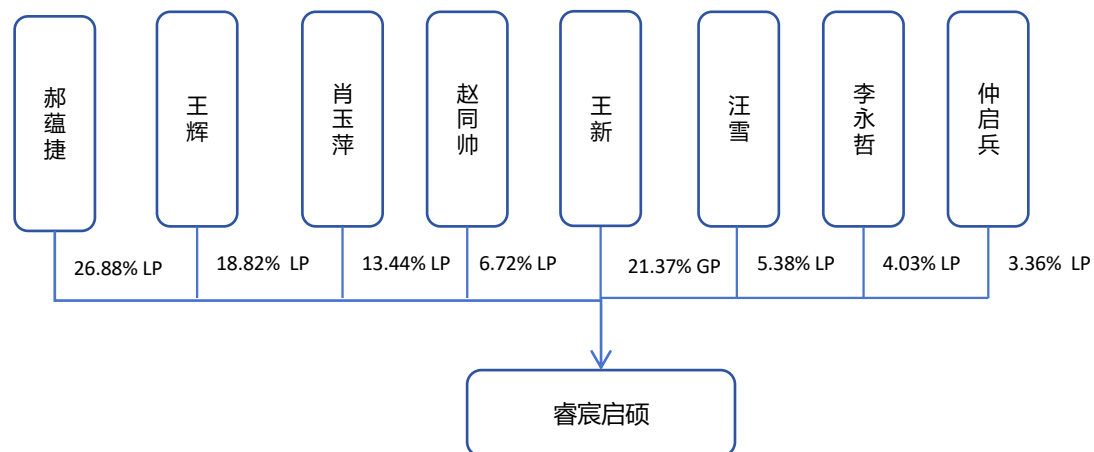 郝蕴捷
王辉
肖玉萍
赵同帅
王新
汪雪
李永哲
仲启兵
26.88% LP
18.82% LP
13.44% LP
6.72% LP
21.37% GP
5.38% LP
4.03% LP
3.36% LP
睿宸启硕